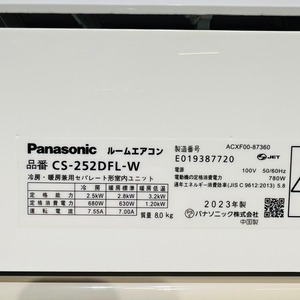 Panasonic ルームエアコン
品番 CS-252DFL-W
冷房・暖房兼用セパレート形室内ユニット
冷房 暖房 暖房低温
定格能力 2.5kW 2.8kW 3.2kW
定格消費電力 680W 630W 1.20kW
運転電流 7.55A 7.00A
質量 8.0kg
ACXF00-87360
製造番号
E019387720
JET
電源 100V 50/60Hz
電動機の定格消費電力 780W
通年エネルギー消費効率(JIS C 9612:2013) 5.8
2023年製
パナソニック株式会社
中国製